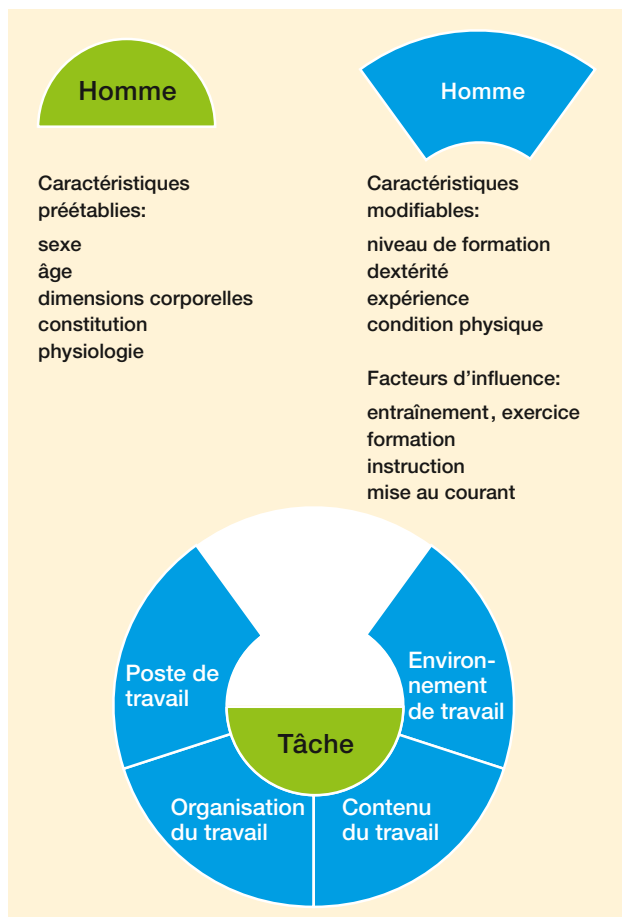 Homme
Caractéristiques
préétablies:
sexe
âge
dimensions corporelles
constitution
physiologie
Homme
Caractéristiques
modifiables:
niveau de formation
dextérité
expérience
condition physique
Facteurs d’influence:
entraînement, exercice
formation
instruction
mise au courant
Poste de
travail
Environ-
nement
de travail
Tâche
Organisation
du travail
Contenu
du travail